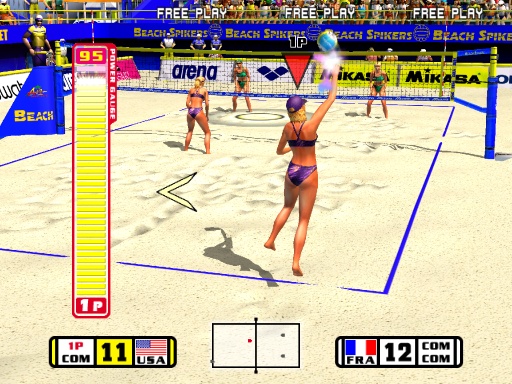 FREE PLAY FREE PLAY FREE PLAY
BEACH SPIKERS BEACH SPIKERS BEACH SPIKERS
1P
95
POWER GAUGE
arena
MIKASA
MIKASA
BEACH
1P
1P
COM
11
USA
FRA
12
COM
COM